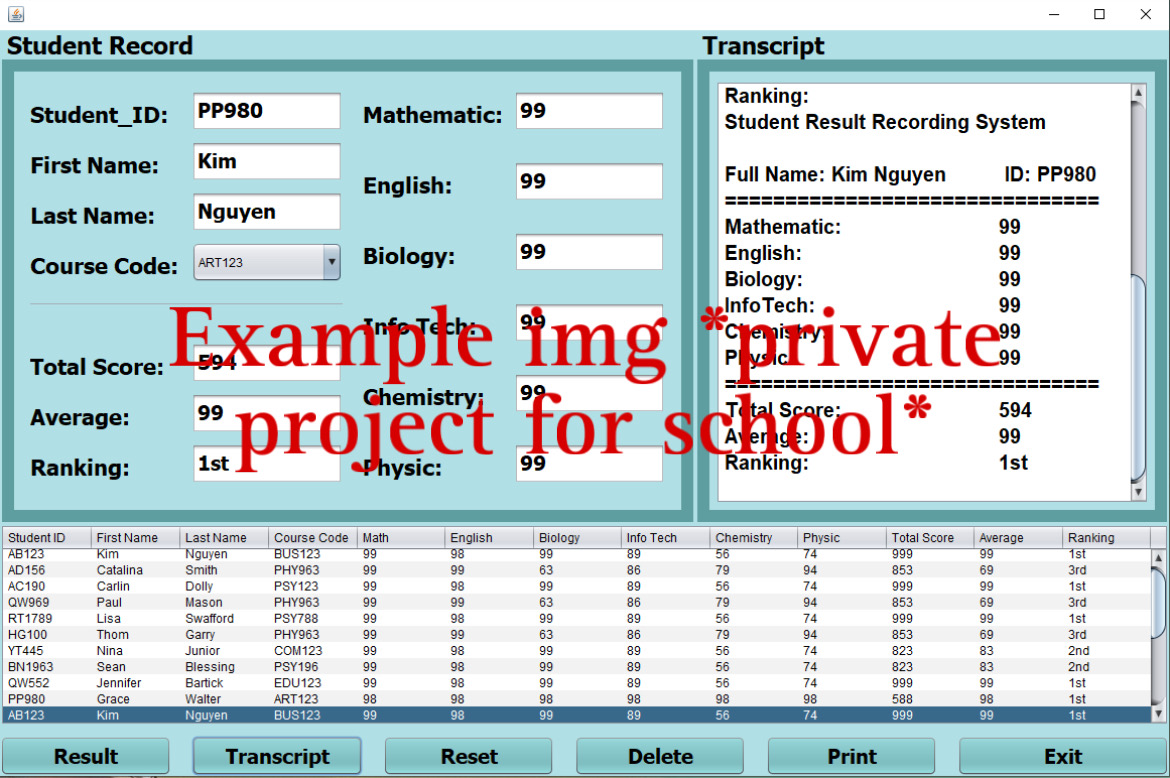 Student Record
Student_ID: PP980
First Name: Kim
Last Name: Nguyen
Course Code: ART123
Total Score: 594
Average: 99
Ranking: 1st
Mathematic: 99
English: 99
Biology: 99
Info Tech: 99
Chemistry: 99
Physic: 99
Transcript
Ranking:
Student Result Recording System
Full Name: Kim Nguyen ID: PP980
================================
Mathematic: 99
English: 99
Biology: 99
InfoTech: 99
Chemistry: 99
Physic: 99
================================
Total Score: 594
Average: 99
Ranking: 1st
Example img *private
project for school*
Student ID First Name Last Name Course Code Math English Biology Info Tech Chemistry Physic Total Score Average Ranking
AB123 Kim Nguyen BUS123 99 98 99 89 56 74 999 99 1st
AD156 Catalina Smith PHY963 99 99 63 86 79 94 853 69 3rd
AC190 Carlin Dolly PSY123 99 98 99 89 56 74 999 99 1st
QW969 Paul Mason PHY963 99 99 63 86 79 94 853 69 3rd
RT1789 Lisa Swafford PSY788 99 98 99 89 56 74 999 99 1st
HG100 Thom Garry PHY963 99 99 63 86 79 94 853 69 3rd
YT445 Nina Junior COM123 99 98 99 89 56 74 823 83 2nd
BN1963 Sean Blessing PSY196 99 98 99 89 56 74 823 83 2nd
QW552 Jennifer Bartick EDU123 99 98 99 89 56 74 999 99 1st
PP980 Grace Walter ART123 98 98 98 98 98 98 588 98 1st
AB123 Kim Nguyen BUS123 99 98 99 89 56 74 999 99 1st
Result Transcript Reset Delete Print Exit